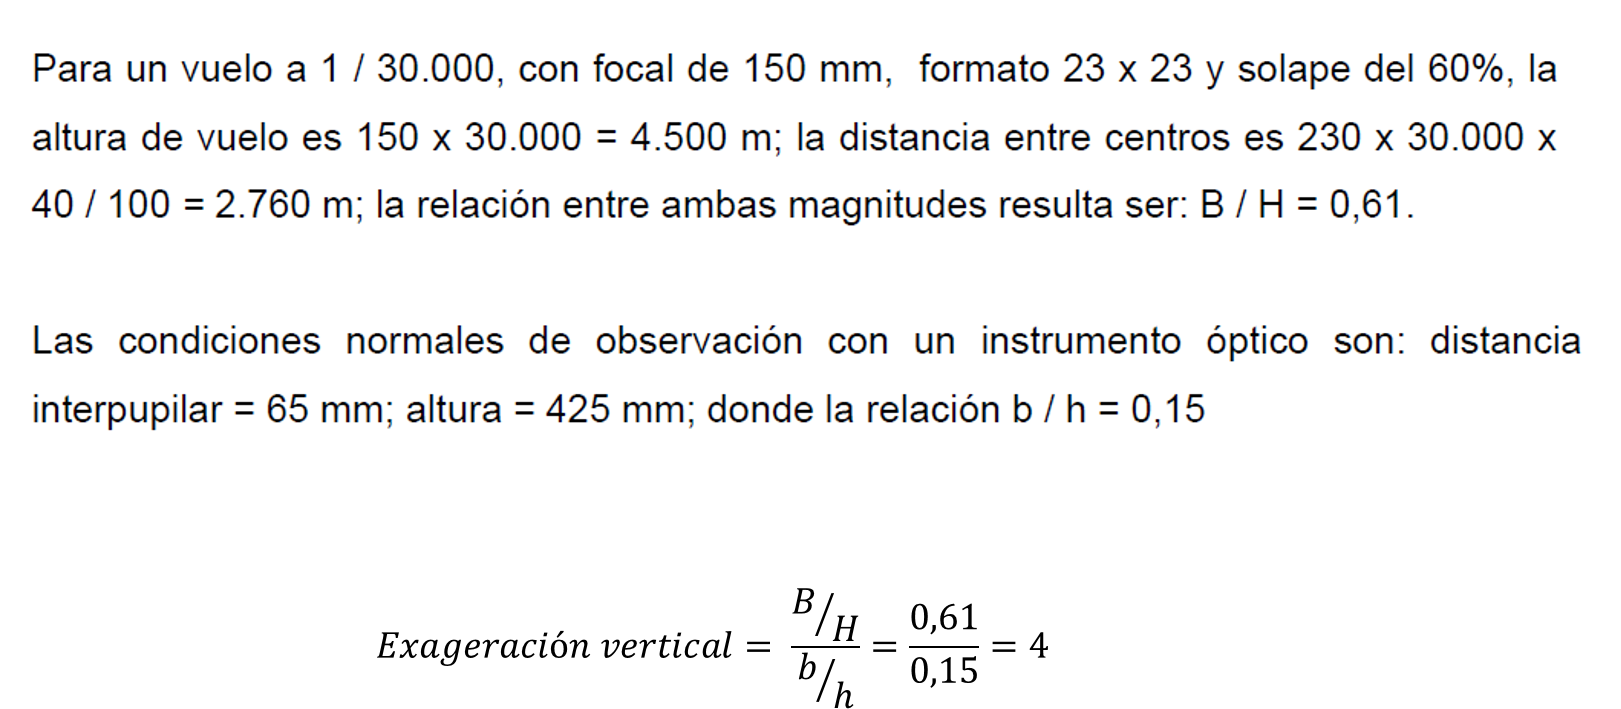 Para un vuelo a 1 / 30.000, con focal de 150 mm, formato 23 x 23 y solape del 60%, la
altura de vuelo es 150 x 30.000 = 4.500 m; la distancia entre centros es 230 x 30.000 x
40 / 100 = 2.760 m; la relación entre ambas magnitudes resulta ser: B / H = 0,61.
Las condiciones normales de observación con un instrumento óptico son: distancia
interpupilar = 65 mm; altura = 425 mm; donde la relación b / h = 0,15
Exageración vertical = (B/H)/(b/h) = 0,61/0,15 = 4